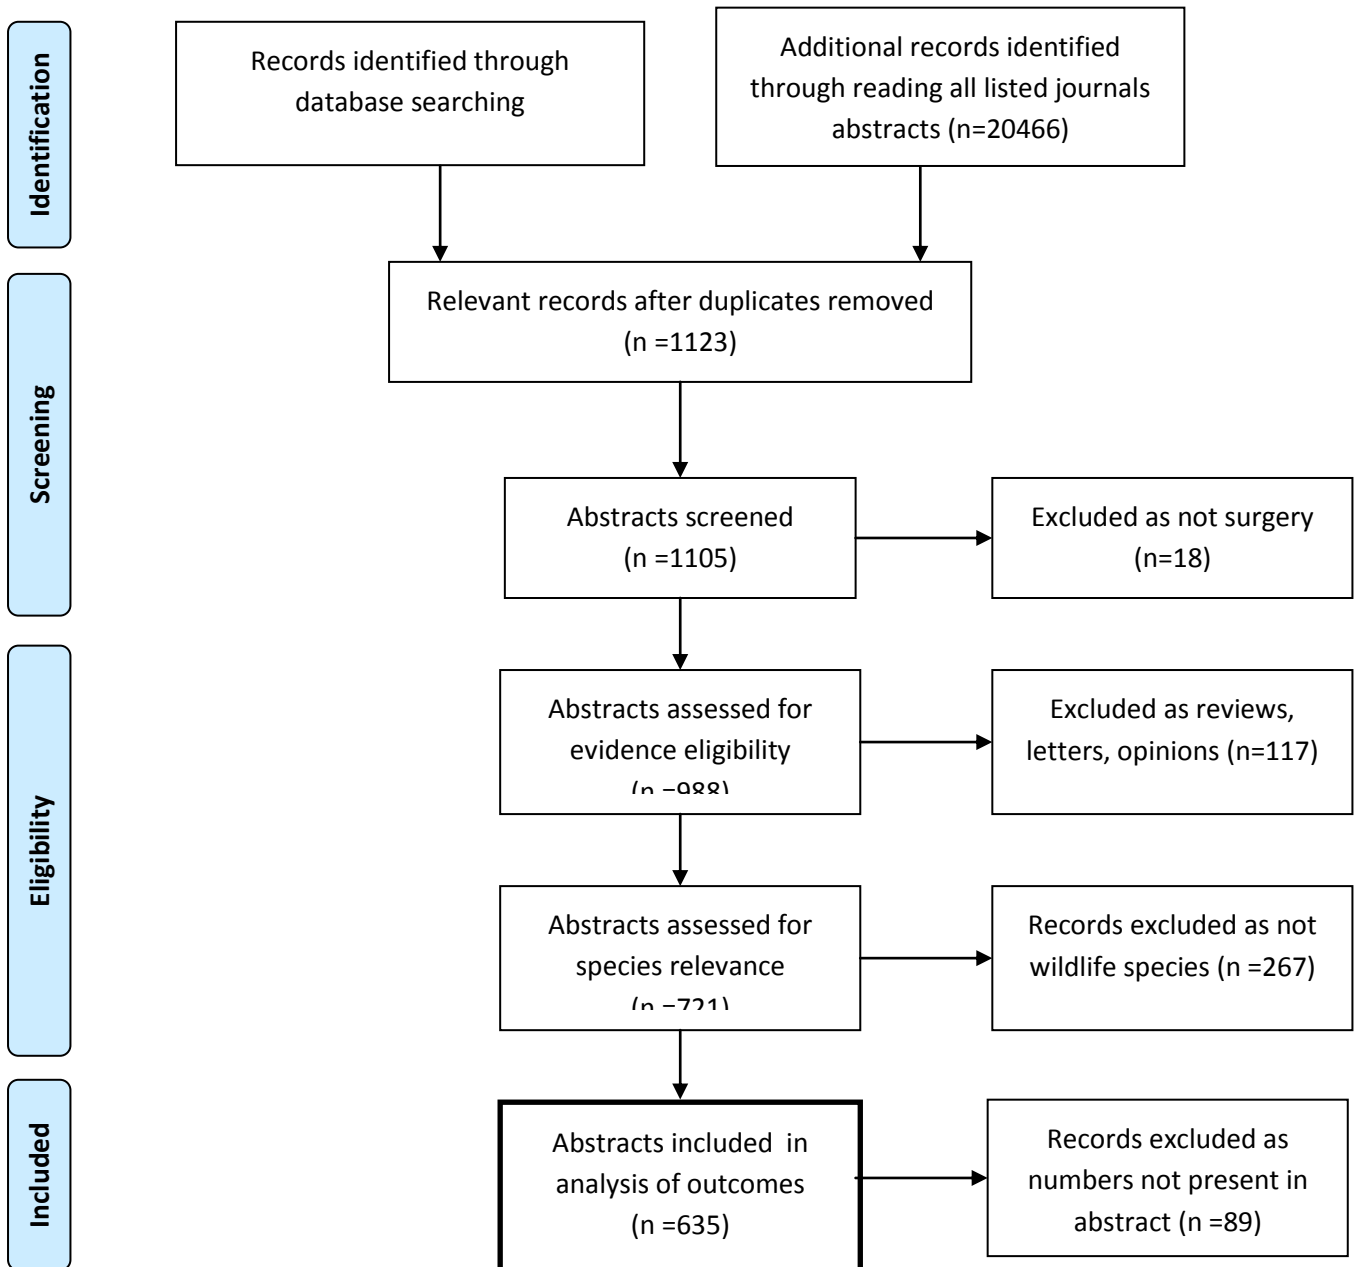 Identification
Records identified through
database searching
Additional records identified
through reading all listed journals
abstracts (n=20466)
Screening
Relevant records after duplicates removed
(n =1123)
Abstracts screened
(n =1105)
Excluded as not surgery
(n=18)
Eligibility
Abstracts assessed for
evidence eligibility
(n =988)
Excluded as reviews,
letters, opinions (n=117)
Abstracts assessed for
species relevance
(n =721)
Records excluded as not
wildlife species (n =267)
Included
Abstracts included in
analysis of outcomes
(n =635)
Records excluded as
numbers not present in
abstract (n =89)